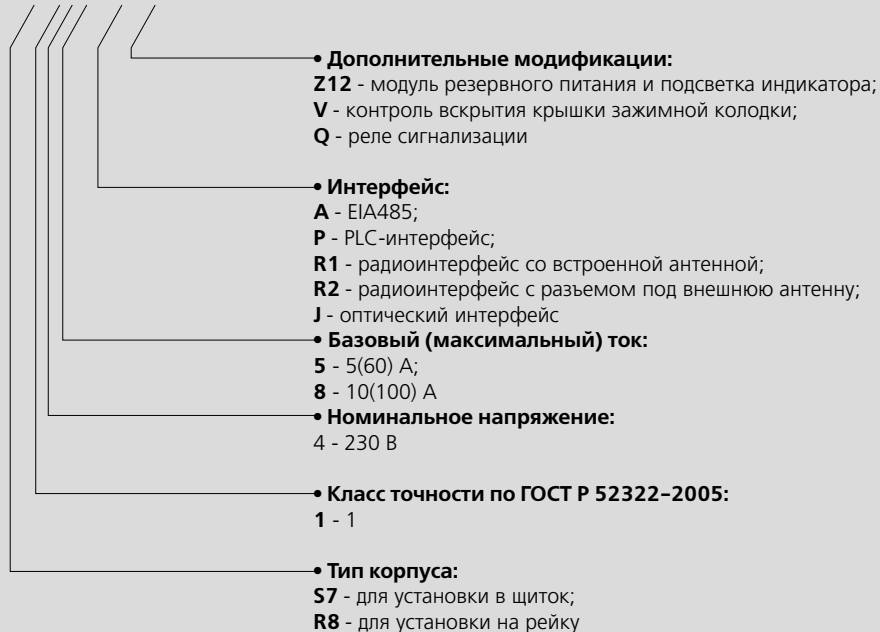 • Дополнительные модификации:
Z12 - модуль резервного питания и подсветка индикатора;
V - контроль вскрытия крышки зажимной колодки;
Q - реле сигнализации
• Интерфейс:
A - EIA485;
P - PLC-интерфейс;
R1 - радиоинтерфейс со встроенной антенной;
R2 - радиоинтерфейс с разъемом под внешнюю антенну;
J - оптический интерфейс
• Базовый (максимальный) ток:
5 - 5(60) А;
8 - 10(100) А
• Номинальное напряжение:
4 - 230 В
• Класс точности по ГОСТ Р 52322–2005:
1 - 1
• Тип корпуса:
S7 - для установки в щиток;
R8 - для установки на рейку